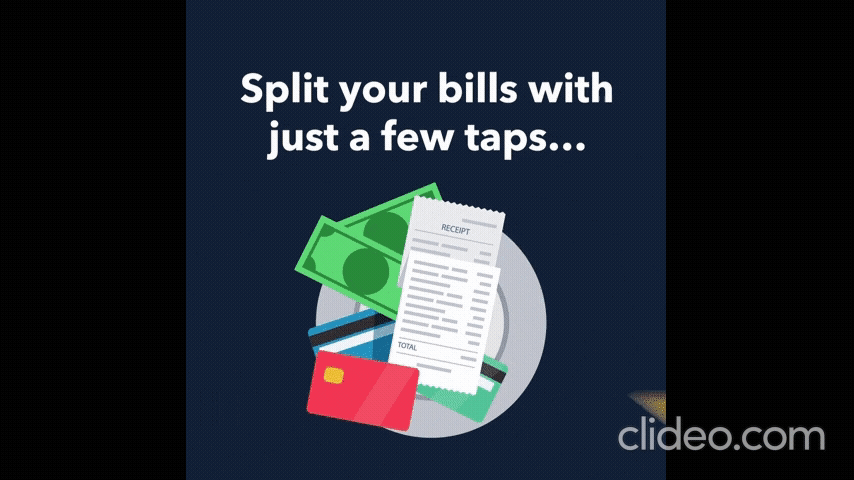 Split your bills with
just a few taps...
RECEIPT
TOTAL
clideo.com